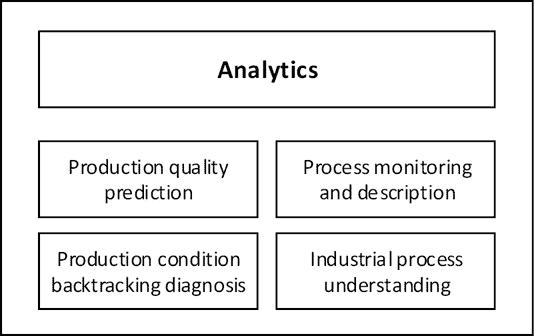 Analytics
Production quality
prediction
Process monitoring
and description
Production condition
backtracking diagnosis
Industrial process
understanding